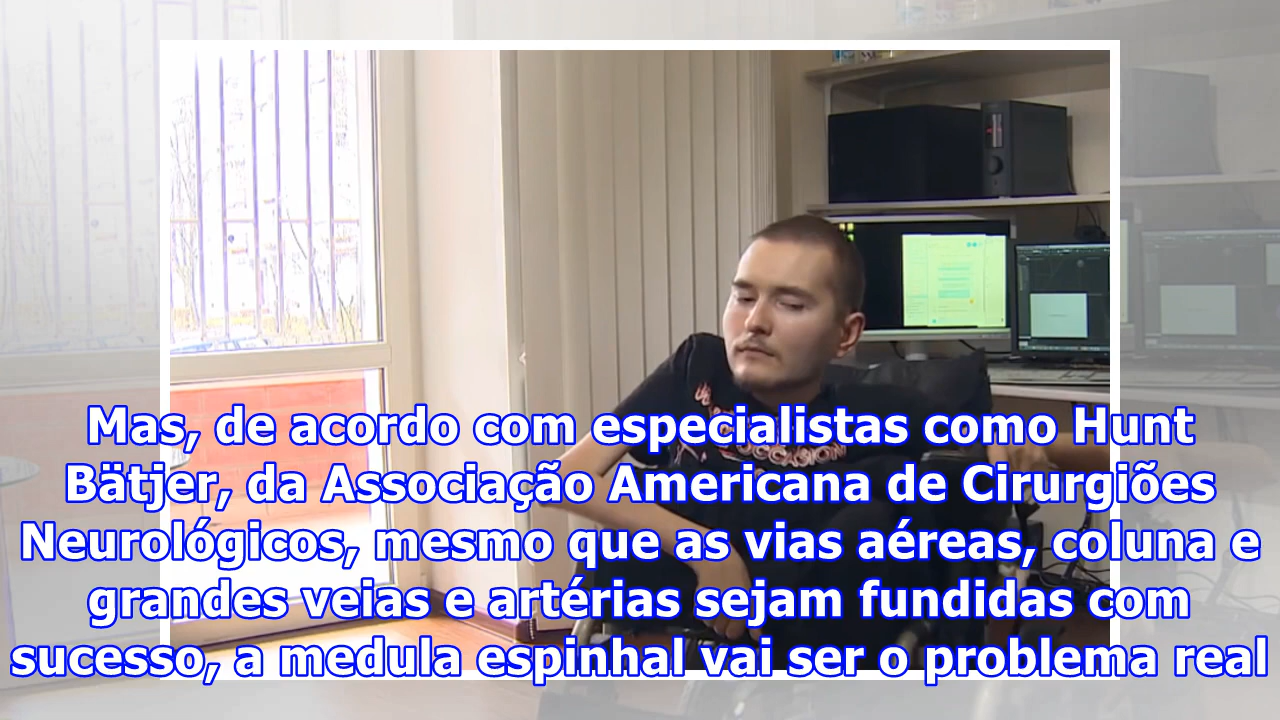 Mas, de acordo com especialistas como Hunt
Bätjer, da Associação Americana de Cirurgiões
Neurológicos, mesmo que as vias aéreas, coluna e
grandes veias e artérias sejam fundidas com
sucesso, a medula espinhal vai ser o problema real
OCCASION